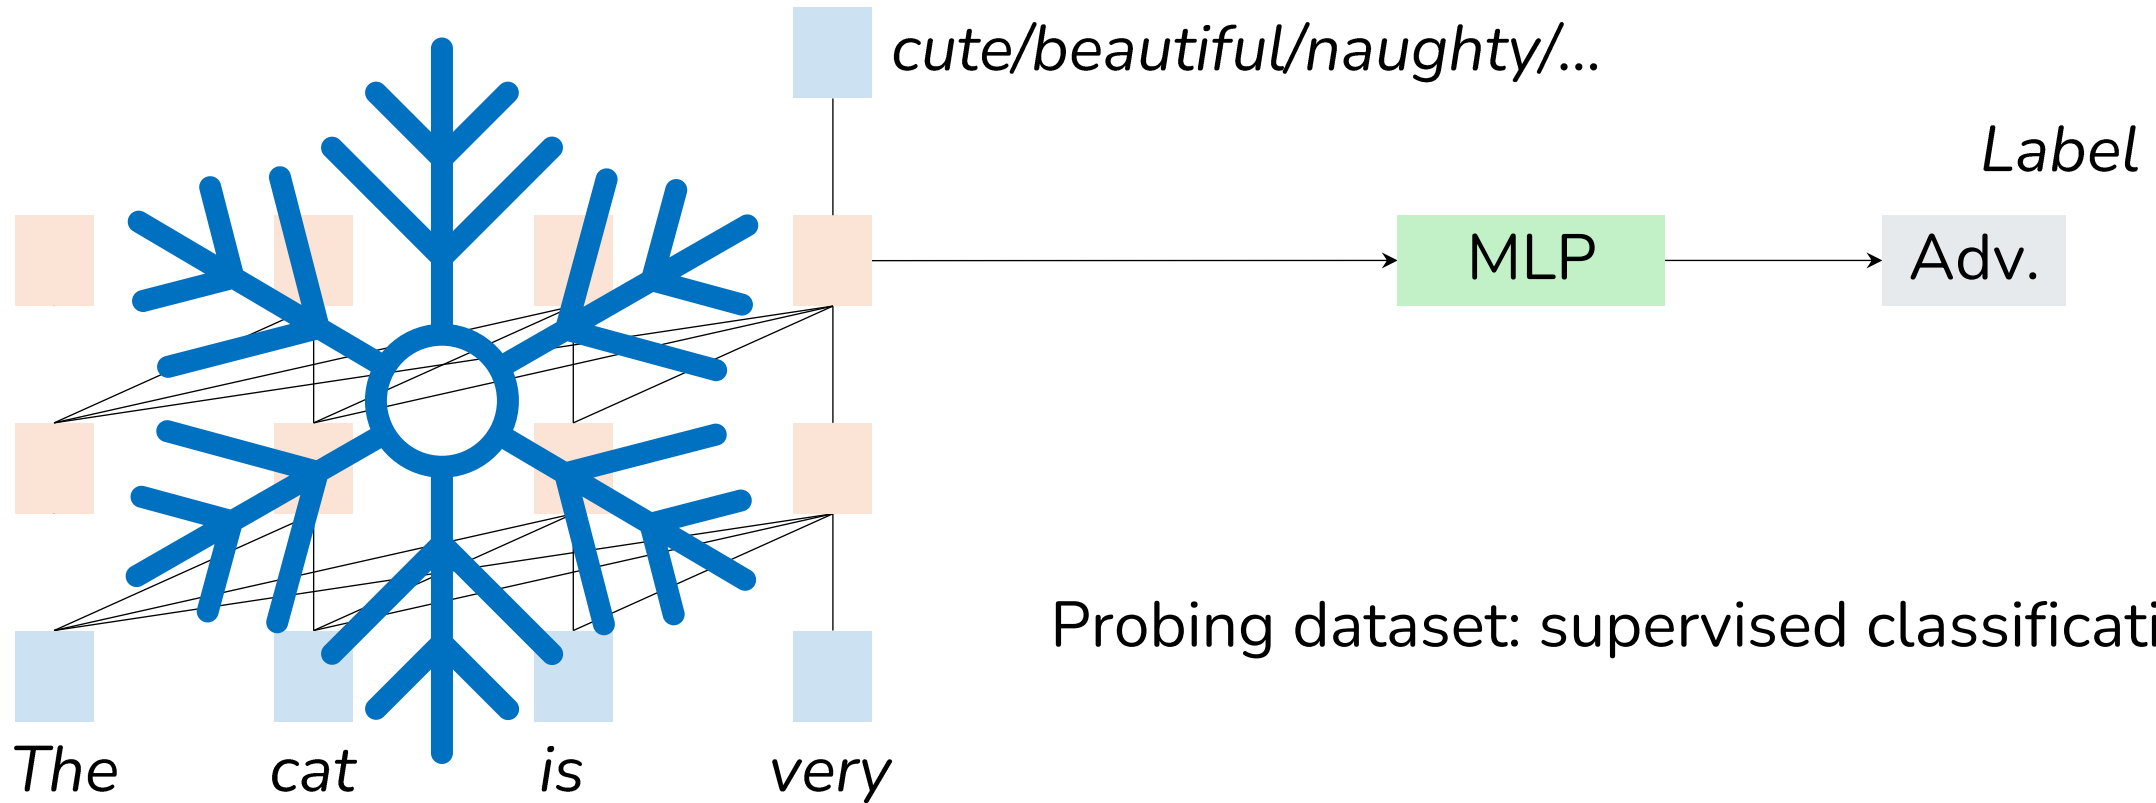 cute/beautiful/naughty/...
Label
MLP
Adv.
Probing dataset: supervised classificati
The cat is very